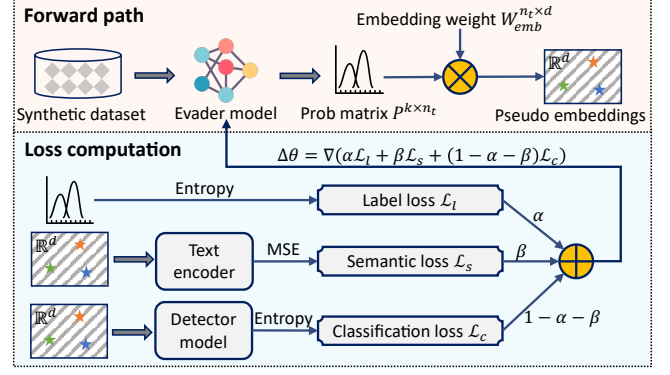 Forward path
Embedding weight $W_{emb}^{n_t \times d}$
$\mathbb{R}^d$
Synthetic dataset
Evader model
Prob matrix $P^{k \times n_t}$
Pseudo embeddings
Loss computation
$\Delta\theta = \nabla(\alpha\mathcal{L}_l + \beta\mathcal{L}_s + (1 - \alpha - \beta)\mathcal{L}_c)$
Entropy
Label loss $\mathcal{L}_l$
$\alpha$
$\mathbb{R}^d$
Text
encoder
MSE
Semantic loss $\mathcal{L}_s$
$\beta$
$\mathbb{R}^d$
Detector
model
Entropy
Classification loss $\mathcal{L}_c$
$1 - \alpha - \beta$